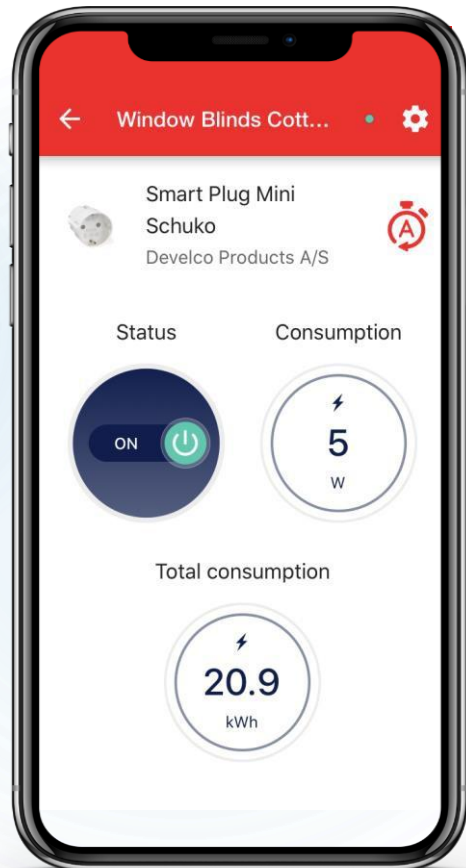 Window Blinds Cott...
Smart Plug Mini
Schuko
Develco Products A/S
A
Status
Consumption
ON
5
W
Total consumption
20.9
kWh